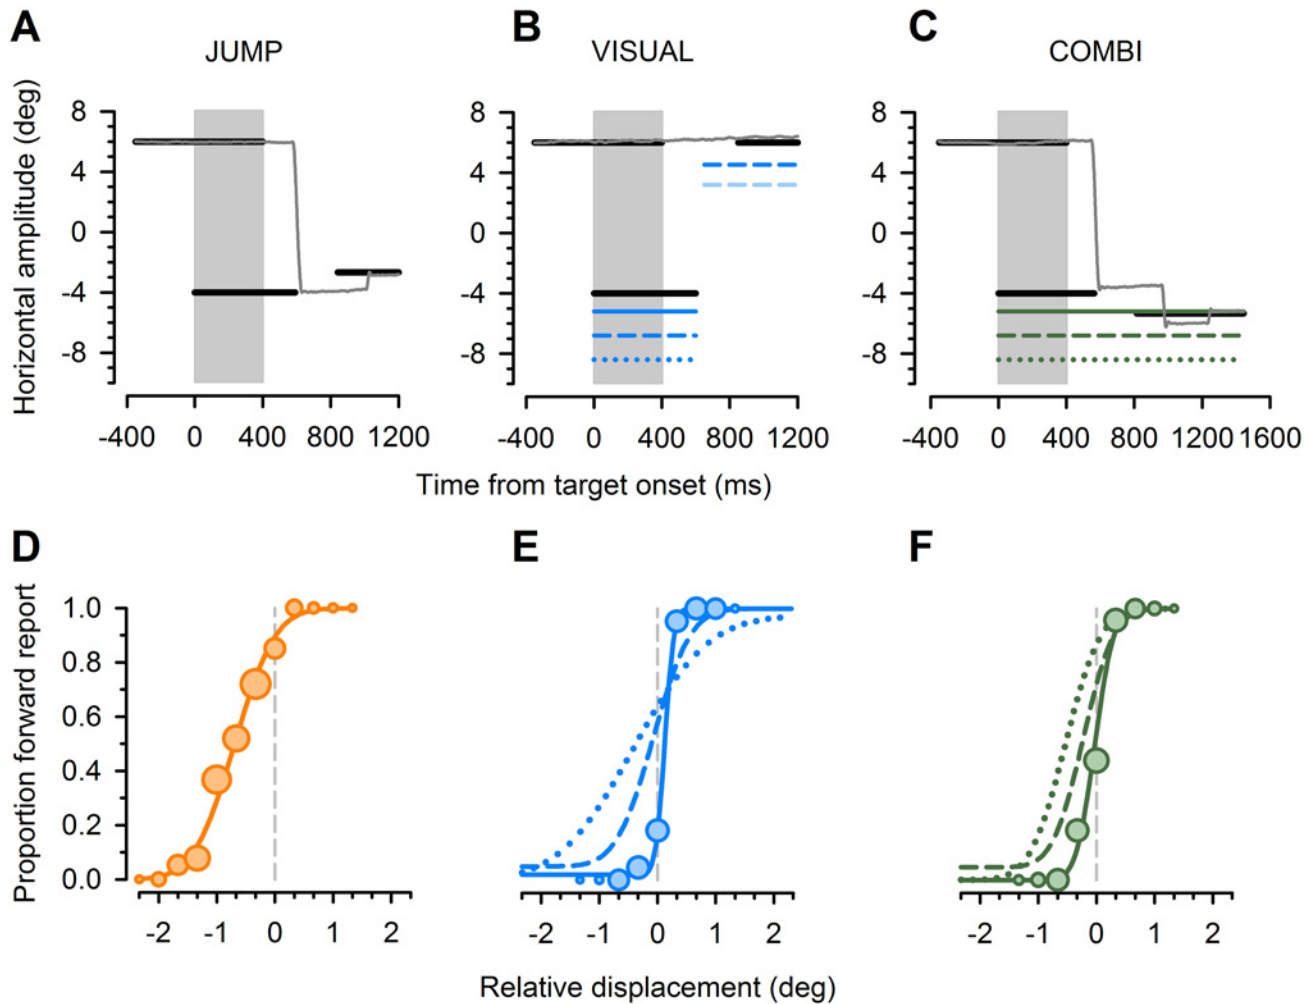 A B C
JUMP VISUAL COMBI
Horizontal amplitude (deg)
8 8 8
4 4 4
0 0 0
-4 -4 -4
-8 -8 -8
-400 0 400 800 1200 -400 0 400 800 1200 -400 0 400 800 1200 1600
Time from target onset (ms)
D E F
Proportion forward report
1.0
0.8
0.6
0.4
0.2
0.0
-2 -1 0 1 2 -2 -1 0 1 2 -2 -1 0 1 2
Relative displacement (deg)